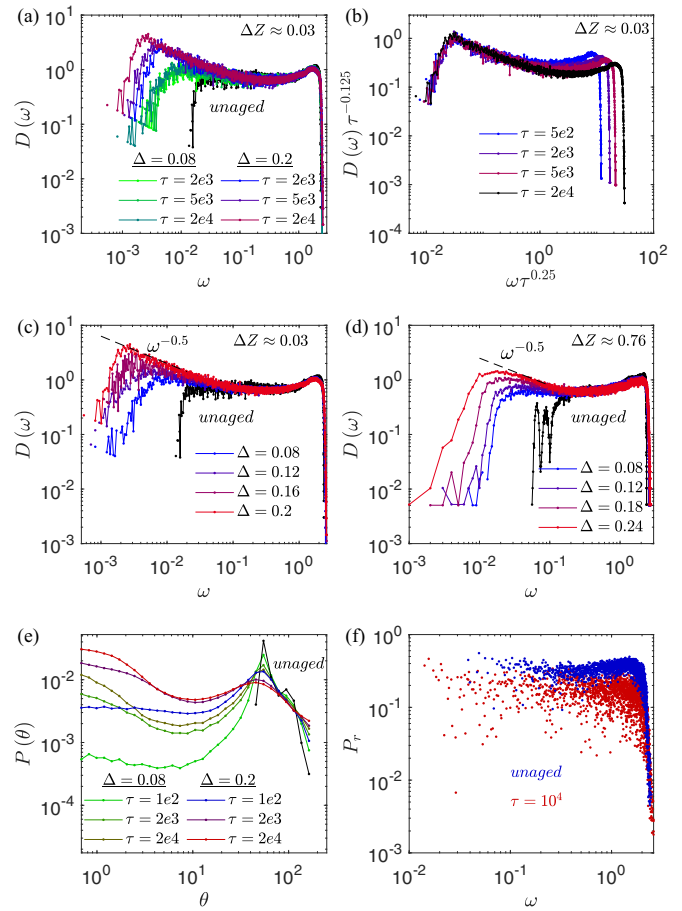 (a)
ΔZ ≈ 0.03
D (ω)
10^1
10^0
10^-1
10^-2
10^-3
unaged
Δ = 0.08 Δ = 0.2
τ = 2e3 τ = 2e3
τ = 5e3 τ = 5e3
τ = 2e4 τ = 2e4
10^-3 10^-2 10^-1 10^0
ω
(b)
ΔZ ≈ 0.03
D (ω) τ^-0.125
10^0
10^-1
10^-2
10^-3
10^-4
τ = 5e2
τ = 2e3
τ = 5e3
τ = 2e4
10^-2 10^0 10^2
ωτ^0.25
(c)
ΔZ ≈ 0.03
ω^-0.5
D (ω)
10^1
10^0
10^-1
10^-2
10^-3
unaged
Δ = 0.08
Δ = 0.12
Δ = 0.16
Δ = 0.2
10^-3 10^-2 10^-1 10^0
ω
(d)
ΔZ ≈ 0.76
ω^-0.5
D (ω)
10^1
10^0
10^-1
10^-2
10^-3
unaged
Δ = 0.08
Δ = 0.12
Δ = 0.18
Δ = 0.24
10^-3 10^-2 10^-1 10^0
ω
(e)
P (θ)
10^-2
10^-3
10^-4
unaged
Δ = 0.08 Δ = 0.2
τ = 1e2 τ = 1e2
τ = 2e3 τ = 2e3
τ = 2e4 τ = 2e4
10^0 10^1 10^2
θ
(f)
P_r
10^0
10^-1
10^-2
10^-3
unaged
τ = 10^4
10^-2 10^-1 10^0
ω